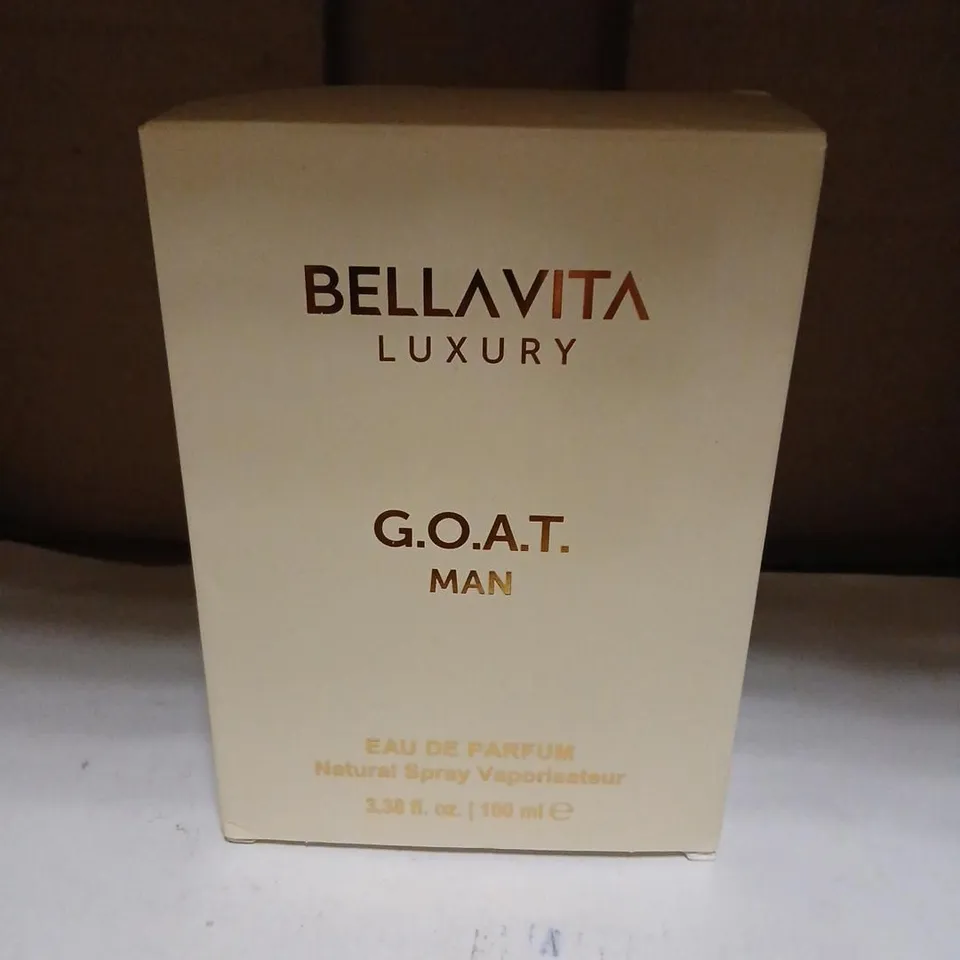 BELLAVITA
LUXURY
G.O.A.T.
MAN
EAU DE PARFUM
Natural Spray Vaporisateur
3.38 fl. oz. | 100 ml ℮